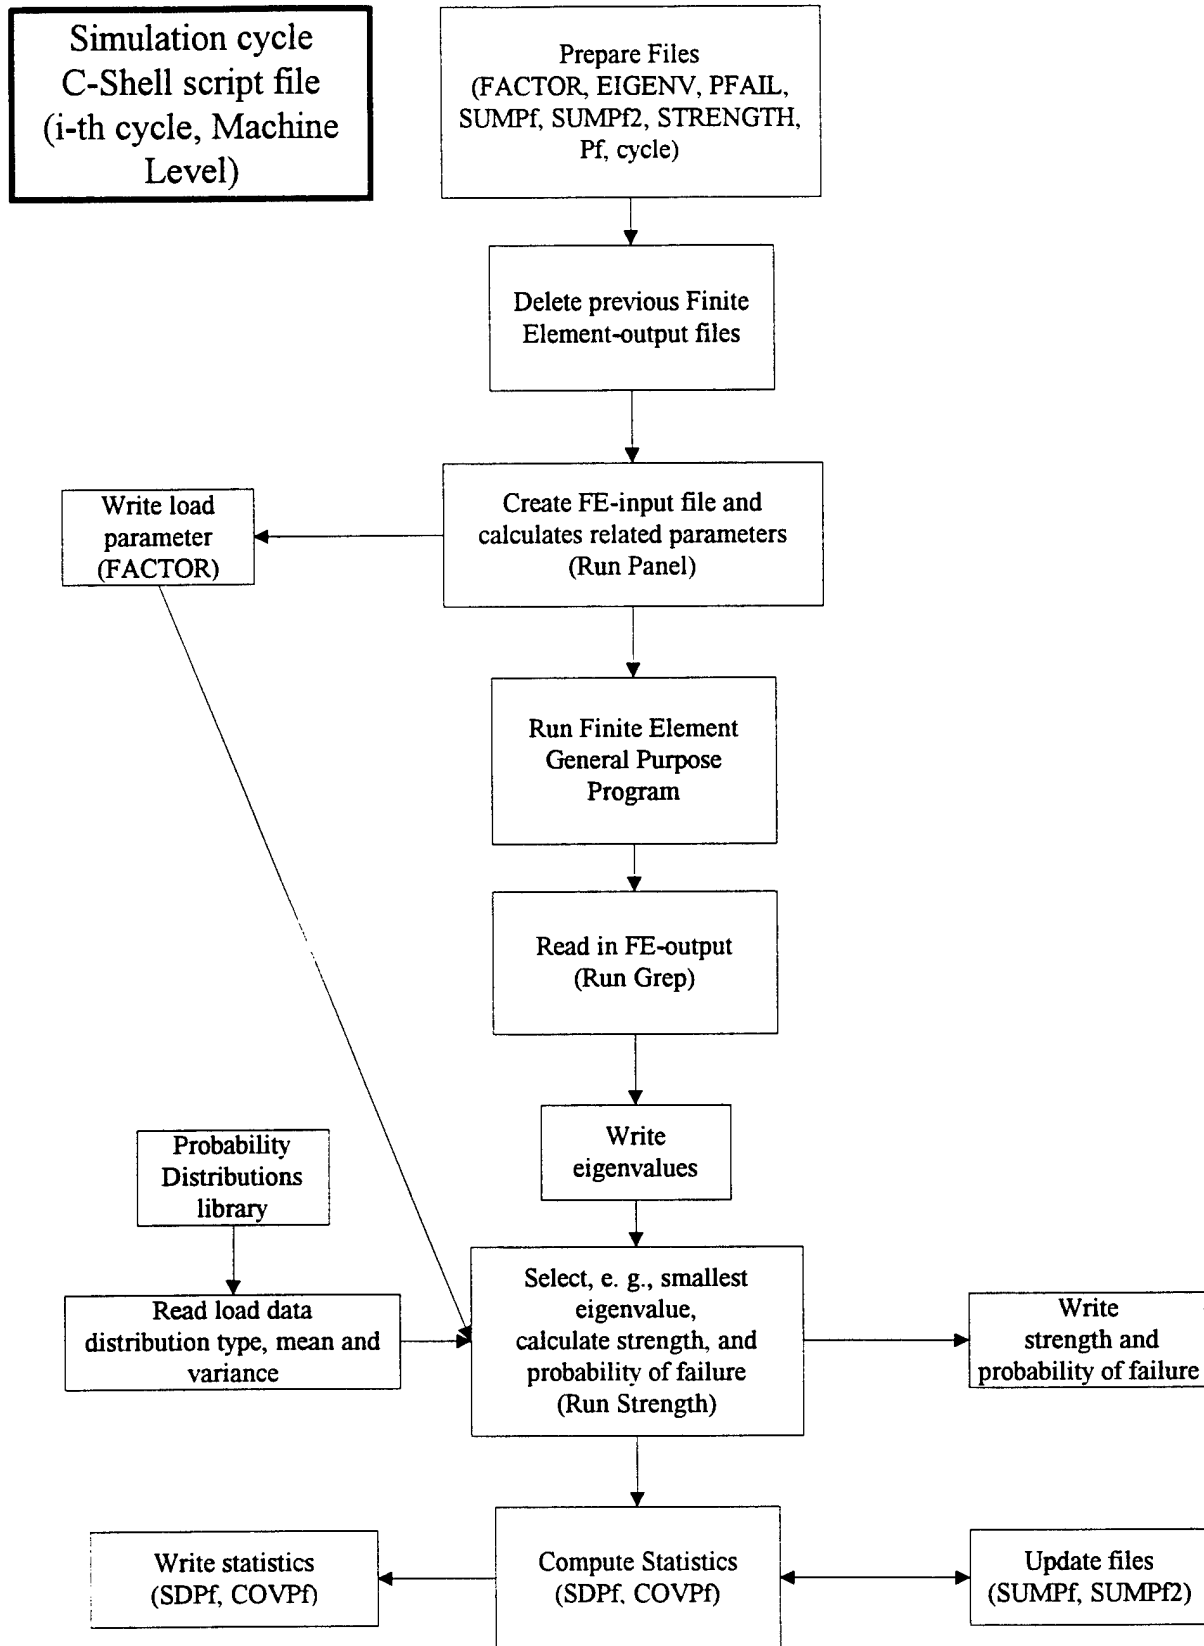 Simulation cycle
C-Shell script file
(i-th cycle, Machine
Level)
Prepare Files
(FACTOR, EIGENV, PFAIL,
SUMPf, SUMPf2, STRENGTH,
Pf, cycle)
Delete previous Finite
Element-output files
Create FE-input file and
calculates related parameters
(Run Panel)
Write load
parameter
(FACTOR)
Run Finite Element
General Purpose
Program
Read in FE-output
(Run Grep)
Write
eigenvalues
Probability
Distributions
library
Read load data
distribution type, mean and
variance
Select, e. g., smallest
eigenvalue,
calculate strength, and
probability of failure
(Run Strength)
Write
strength and
probability of failure
Write statistics
(SDPf, COVPf)
Compute Statistics
(SDPf, COVPf)
Update files
(SUMPf, SUMPf2)